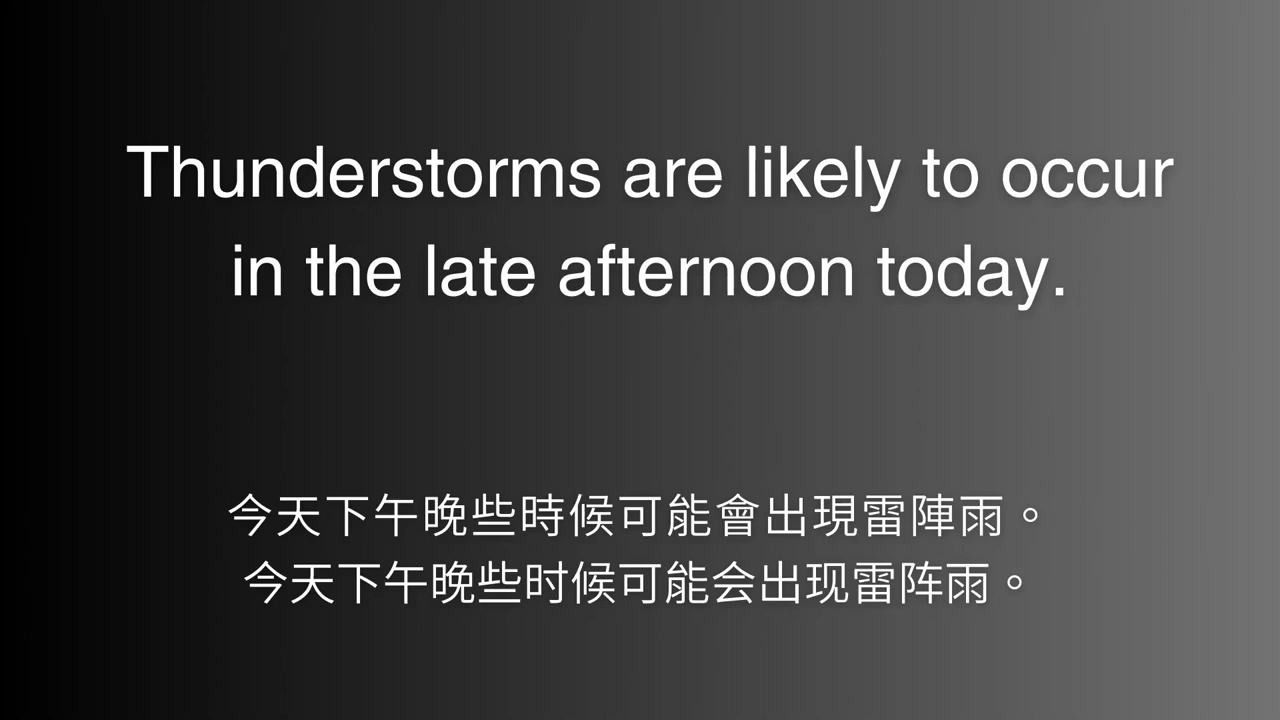 Thunderstorms are likely to occur
in the late afternoon today.
今天下午晚些時候可能會出現雷陣雨。
今天下午晚些时候可能会出现雷阵雨。